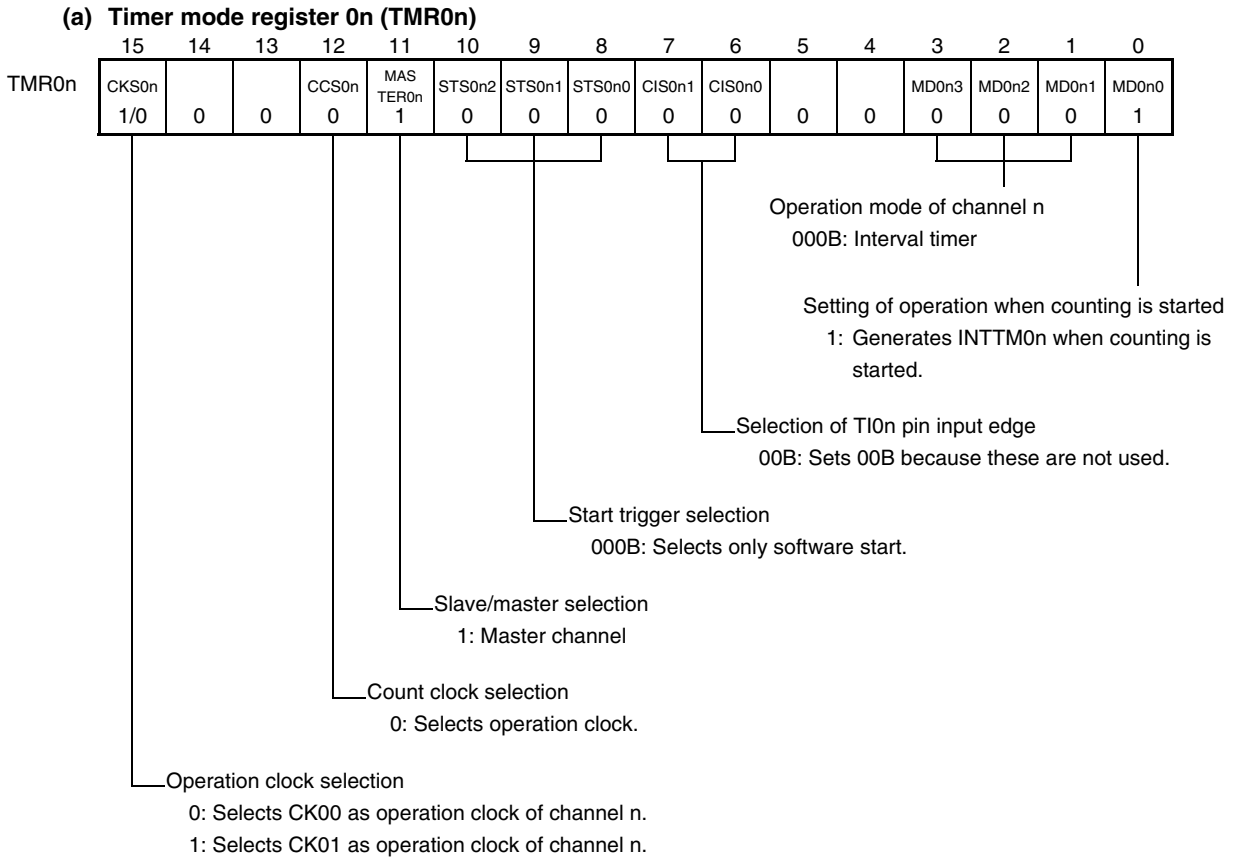 (a) Timer mode register 0n (TMR0n)
15 14 13 12 11 10 9 8 7 6 5 4 3 2 1 0
TMR0n
CKS0n CCS0n MAS TER0n STS0n2 STS0n1 STS0n0 CIS0n1 CIS0n0 MD0n3 MD0n2 MD0n1 MD0n0
1/0 0 0 0 1 0 0 0 0 0 0 0 0 0 0 1
Operation mode of channel n
000B: Interval timer
Setting of operation when counting is started
1: Generates INTTM0n when counting is
started.
Selection of TI0n pin input edge
00B: Sets 00B because these are not used.
Start trigger selection
000B: Selects only software start.
Slave/master selection
1: Master channel
Count clock selection
0: Selects operation clock.
Operation clock selection
0: Selects CK00 as operation clock of channel n.
1: Selects CK01 as operation clock of channel n.